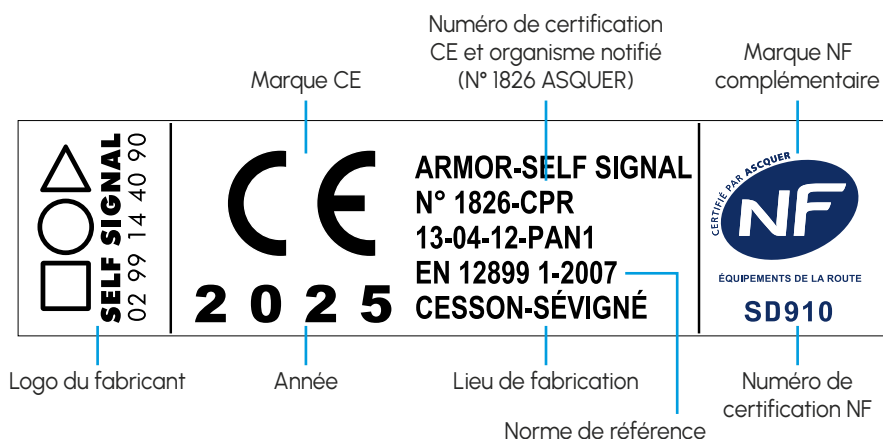 Numéro de certification
CE et organisme notifié
(N° 1826 ASQUER)
Marque CE
Marque NF
complémentaire
SELF SIGNAL
02 99 14 40 90
CE
2025
ARMOR-SELF SIGNAL
N° 1826-CPR
13-04-12-PAN1
EN 12899 1-2007
CESSON-SÉVIGNÉ
CERTIFIÉ PAR ASCQUER
NF
ÉQUIPEMENTS DE LA ROUTE
SD910
Logo du fabricant
Année
Lieu de fabrication
Numéro de
certification NF
Norme de référence